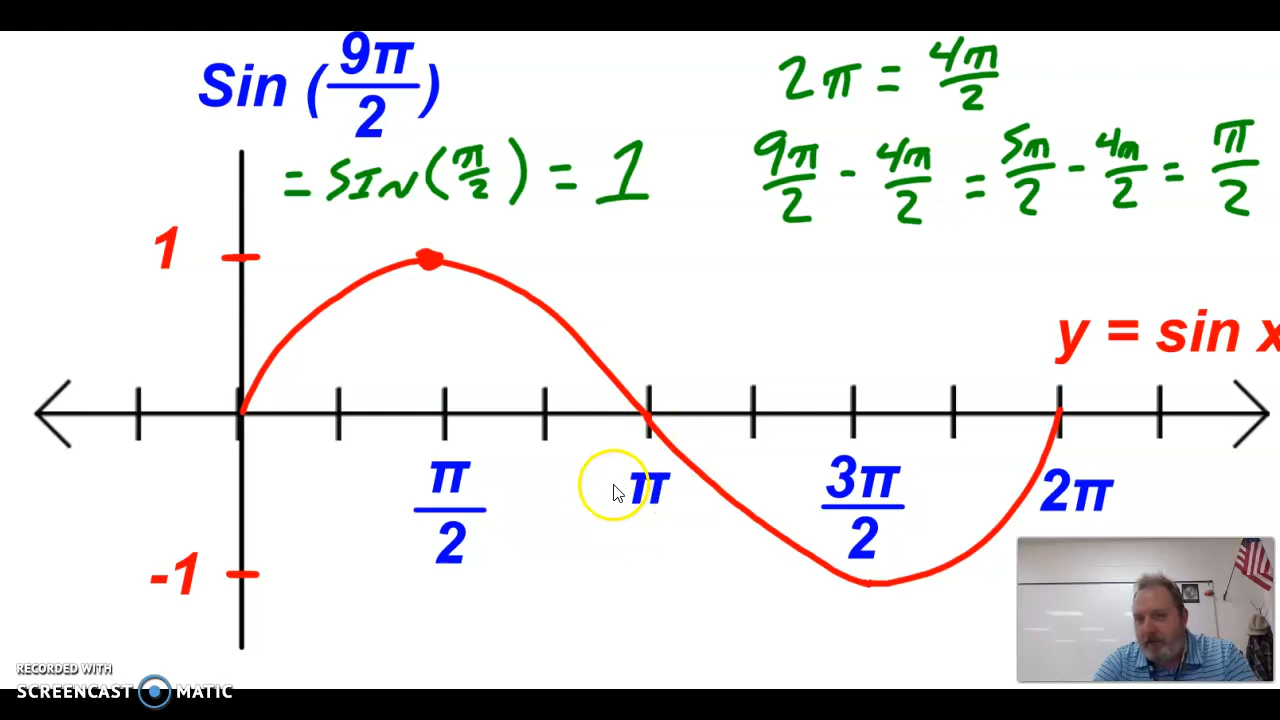 Sin (9π/2)
= SIN(π/2) = 1
2π = 4π/2
9π/2 - 4π/2 = 5π/2 - 4π/2 = π/2
1
y = sin x
π/2
π
3π/2
2π
-1
RECORDED WITH
SCREENCAST MATIC